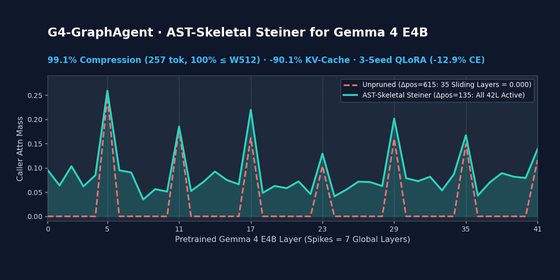 G4-GraphAgent · AST-Skeletal Steiner for Gemma 4 E4B
99.1% Compression (257 tok, 100% ≤ W512) · -90.1% KV-Cache · 3-Seed QLoRA (-12.9% CE)
Unpruned (Δpos=615: 35 Sliding Layers = 0.000)
AST-Skeletal Steiner (Δpos=135: All 42L Active)
Caller Attn Mass
0.25
0.20
0.15
0.10
0.05
0.00
0 5 11 17 23 29 35 41
Pretrained Gemma 4 E4B Layer (Spikes = 7 Global Layers)